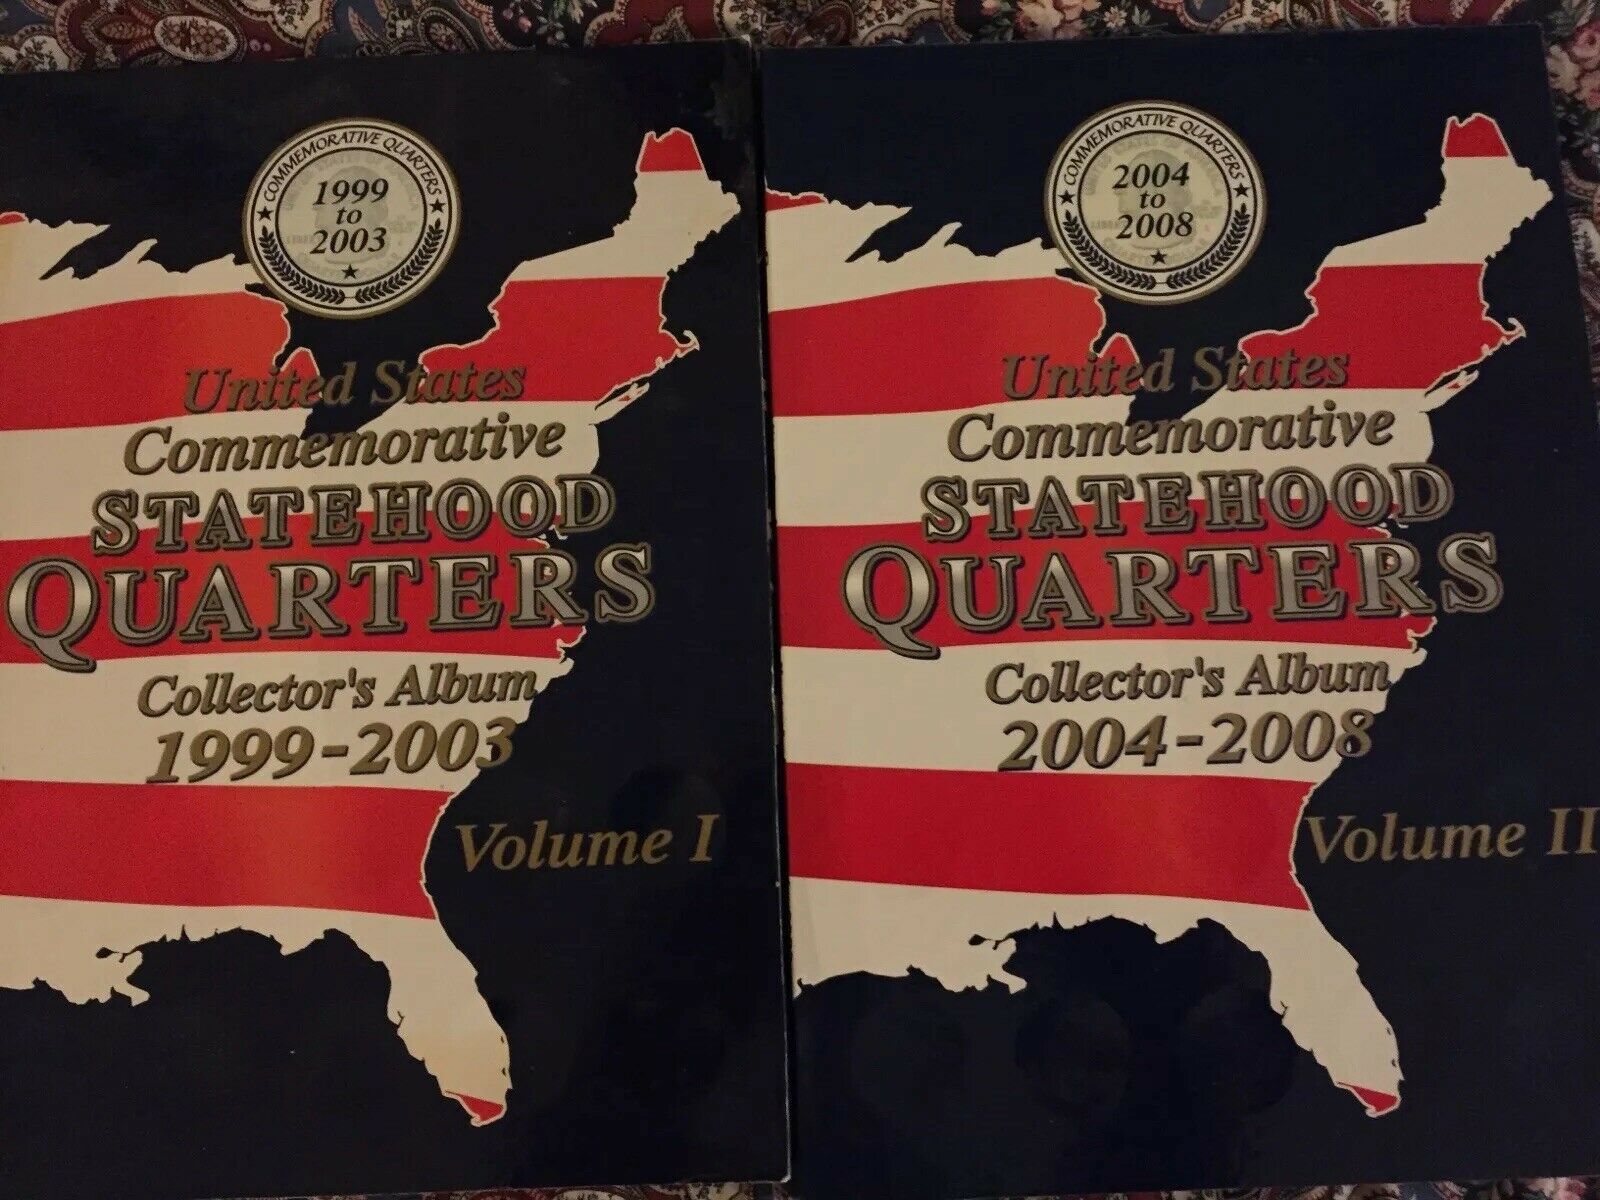 COMMEMORATIVE QUARTERS
1999
to
2003
United States
Commemorative
STATEHOOD
QUARTERS
Collector's Album
1999-2003
Volume I
COMMEMORATIVE QUARTERS
2004
to
2008
United States
Commemorative
STATEHOOD
QUARTERS
Collector's Album
2004-2008
Volume II